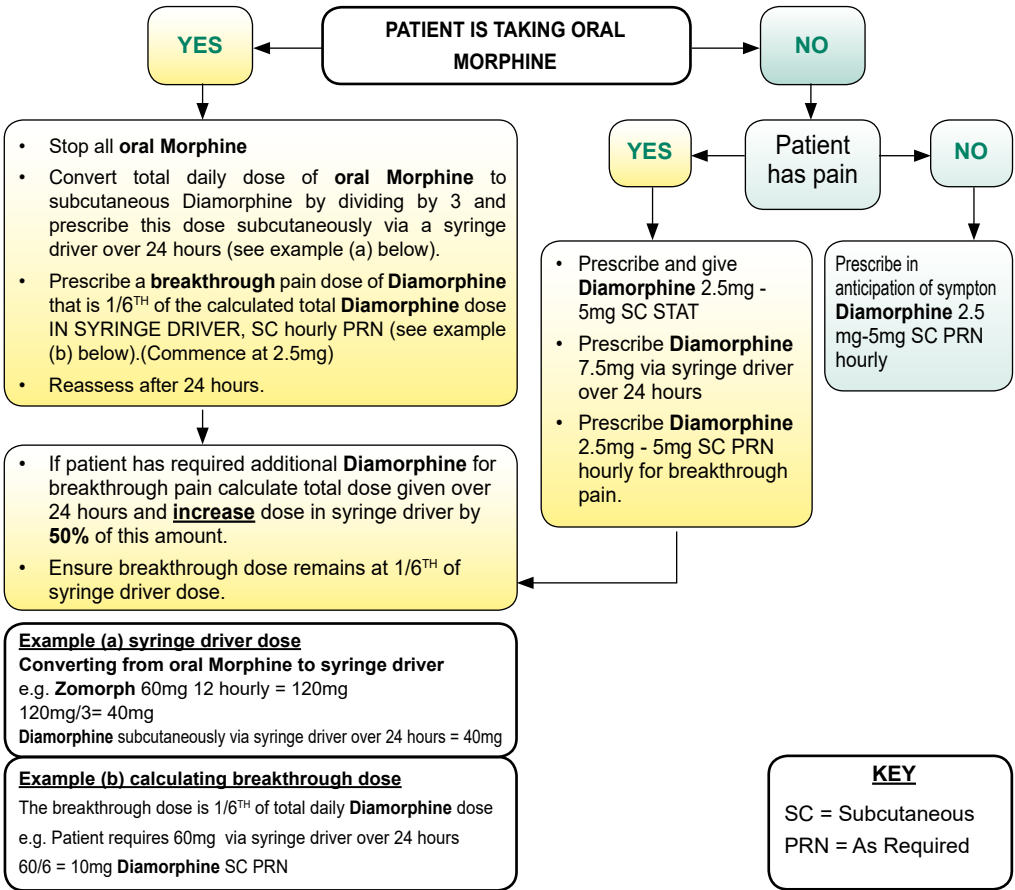 PATIENT IS TAKING ORAL
MORPHINE
YES
NO
• Stop all oral Morphine
• Convert total daily dose of oral Morphine to
subcutaneous Diamorphine by dividing by 3 and
prescribe this dose subcutaneously via a syringe
driver over 24 hours (see example (a) below).
• Prescribe a breakthrough pain dose of Diamorphine
that is 1/6TH of the calculated total Diamorphine dose
IN SYRINGE DRIVER, SC hourly PRN (see example
(b) below).(Commence at 2.5mg)
• Reassess after 24 hours.
• If patient has required additional Diamorphine for
breakthrough pain calculate total dose given over
24 hours and increase dose in syringe driver by
50% of this amount.
• Ensure breakthrough dose remains at 1/6TH of
syringe driver dose.
Patient
has pain
YES
NO
• Prescribe and give
Diamorphine 2.5mg -
5mg SC STAT
• Prescribe Diamorphine
7.5mg via syringe driver
over 24 hours
• Prescribe Diamorphine
2.5mg - 5mg SC PRN
hourly for breakthrough
pain.
Prescribe in
anticipation of sympton
Diamorphine 2.5
mg-5mg SC PRN
hourly
Example (a) syringe driver dose
Converting from oral Morphine to syringe driver
e.g. Zomorph 60mg 12 hourly = 120mg
120mg/3= 40mg
Diamorphine subcutaneously via syringe driver over 24 hours = 40mg
Example (b) calculating breakthrough dose
The breakthrough dose is 1/6TH of total daily Diamorphine dose
e.g. Patient requires 60mg via syringe driver over 24 hours
60/6 = 10mg Diamorphine SC PRN
KEY
SC = Subcutaneous
PRN = As Required